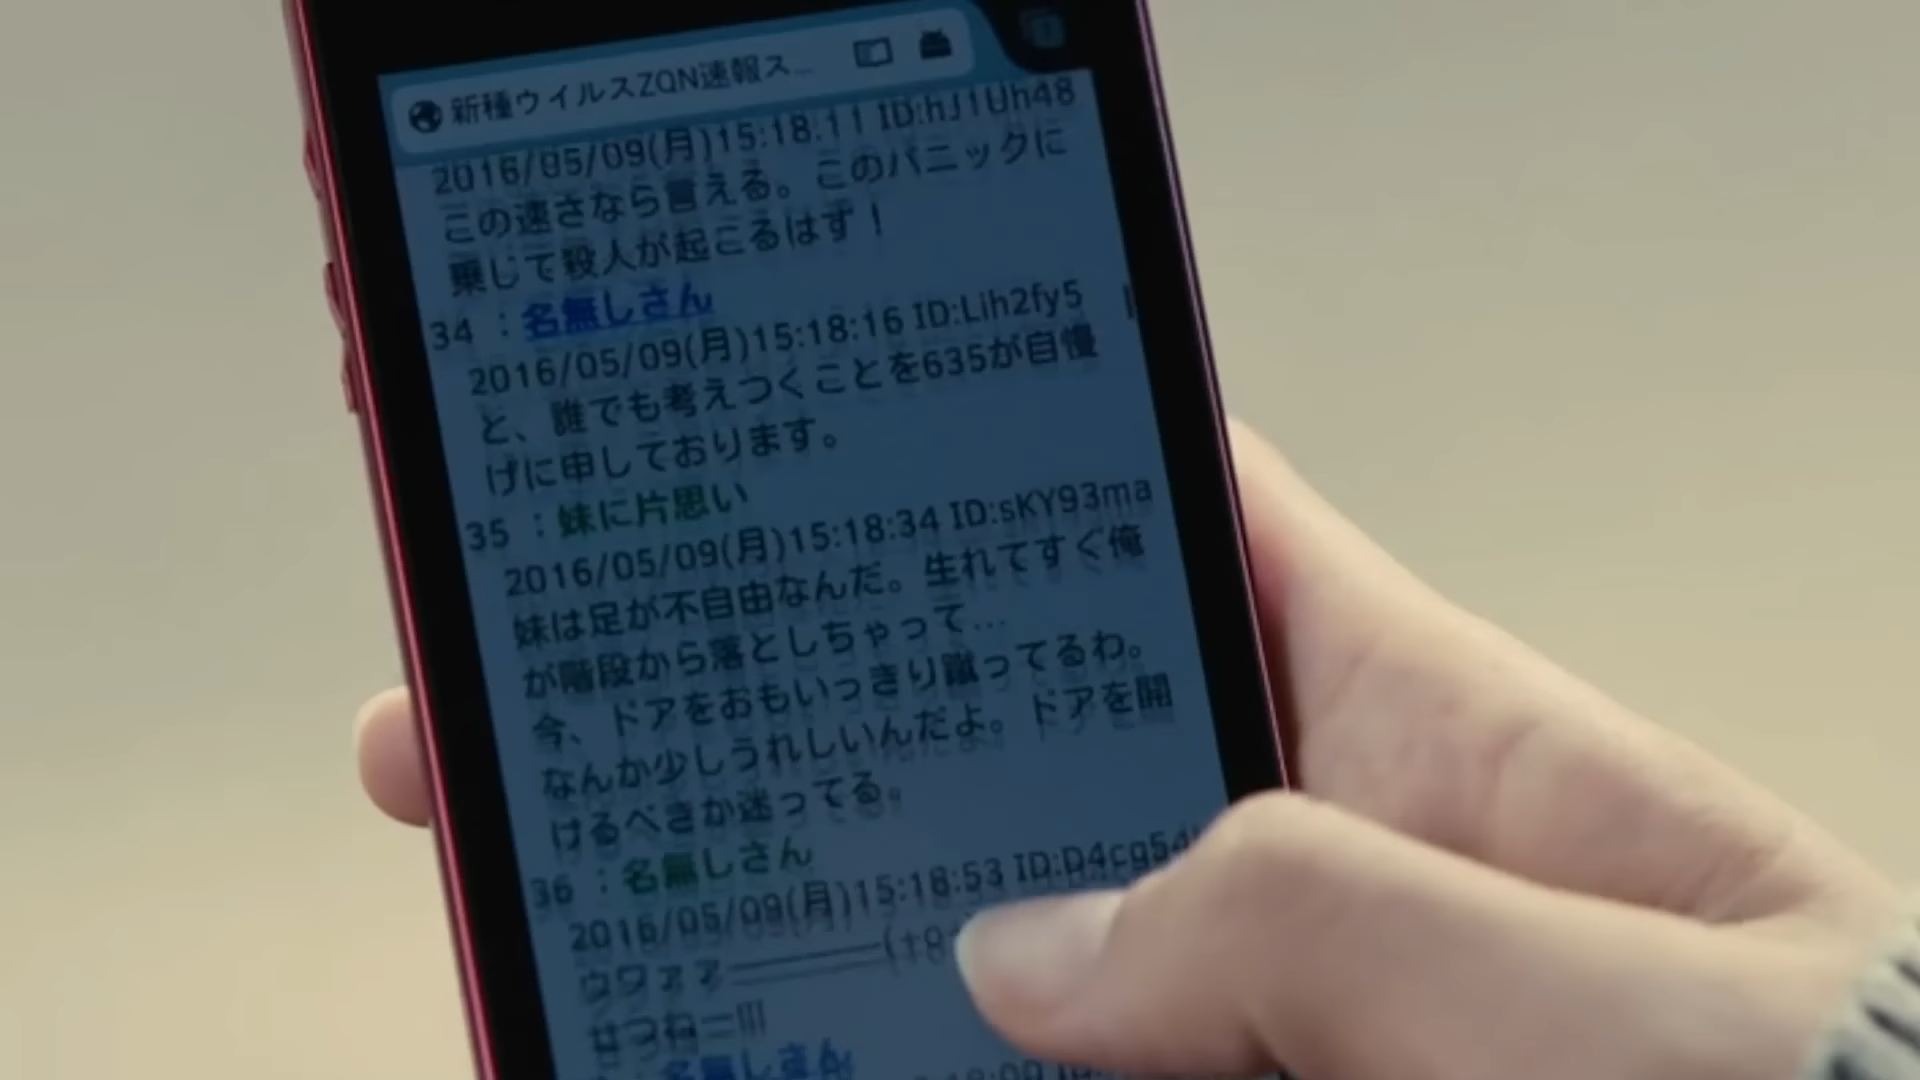 新種ウイルスZQN速報ス...
2016/05/09(月)15:18:11 ID:hJ1Uh48
この速さなら言える。このパニックに
乗じて殺人が起こるはず！
34 ：名無しさん
2016/05/09(月)15:18:16 ID:Lih2fy5
と、誰でも考えつくことを635が自慢
げに申しております。
35 ：妹に片思い
2016/05/09(月)15:18:34 ID:sKY93ma
妹は足が不自由なんだ。生れてすぐ俺
が階段から落としちゃって…
今、ドアをおもいっきり蹴ってるわ。
なんか少しうれしいんだよ。ドアを開
けるべきか迷ってる。
36 ：名無しさん
2016/05/09(月)15:18:53 ID:D4cg54
ウワァァ
せつねー|||
名無しさん